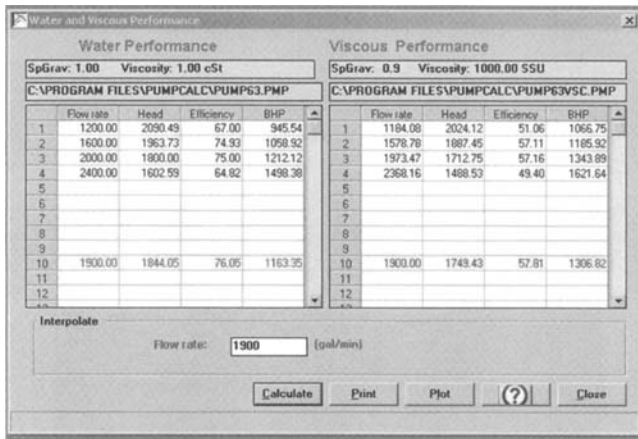 Water and Viscous Performance
Water Performance
SpGrav: 1.00 Viscosity: 1.00 cSt
C:\PROGRAM FILES\PUMPCALC\PUMP63.PMP
Flow rate Head Efficiency BHP
1 1200.00 2090.49 67.00 945.54
2 1600.00 1963.73 74.93 1058.92
3 2000.00 1800.00 75.00 1212.12
4 2400.00 1602.59 64.82 1498.38
5
6
7
8
9
10 1900.00 1844.05 76.05 1163.35
11
12
Viscous Performance
SpGrav: 0.9 Viscosity: 1000.00 SSU
C:\PROGRAM FILES\PUMPCALC\PUMP63VSC.PMP
Flow rate Head Efficiency BHP
1 1184.08 2024.12 51.06 1066.75
2 1578.78 1887.45 57.11 1185.92
3 1973.47 1712.75 57.16 1343.89
4 2368.16 1488.53 49.40 1621.64
5
6
7
8
9
10 1900.00 1749.43 57.81 1306.82
11
12
Interpolate
Flow rate: 1900 (gal/min)
Calculate Print Plot (?) Close